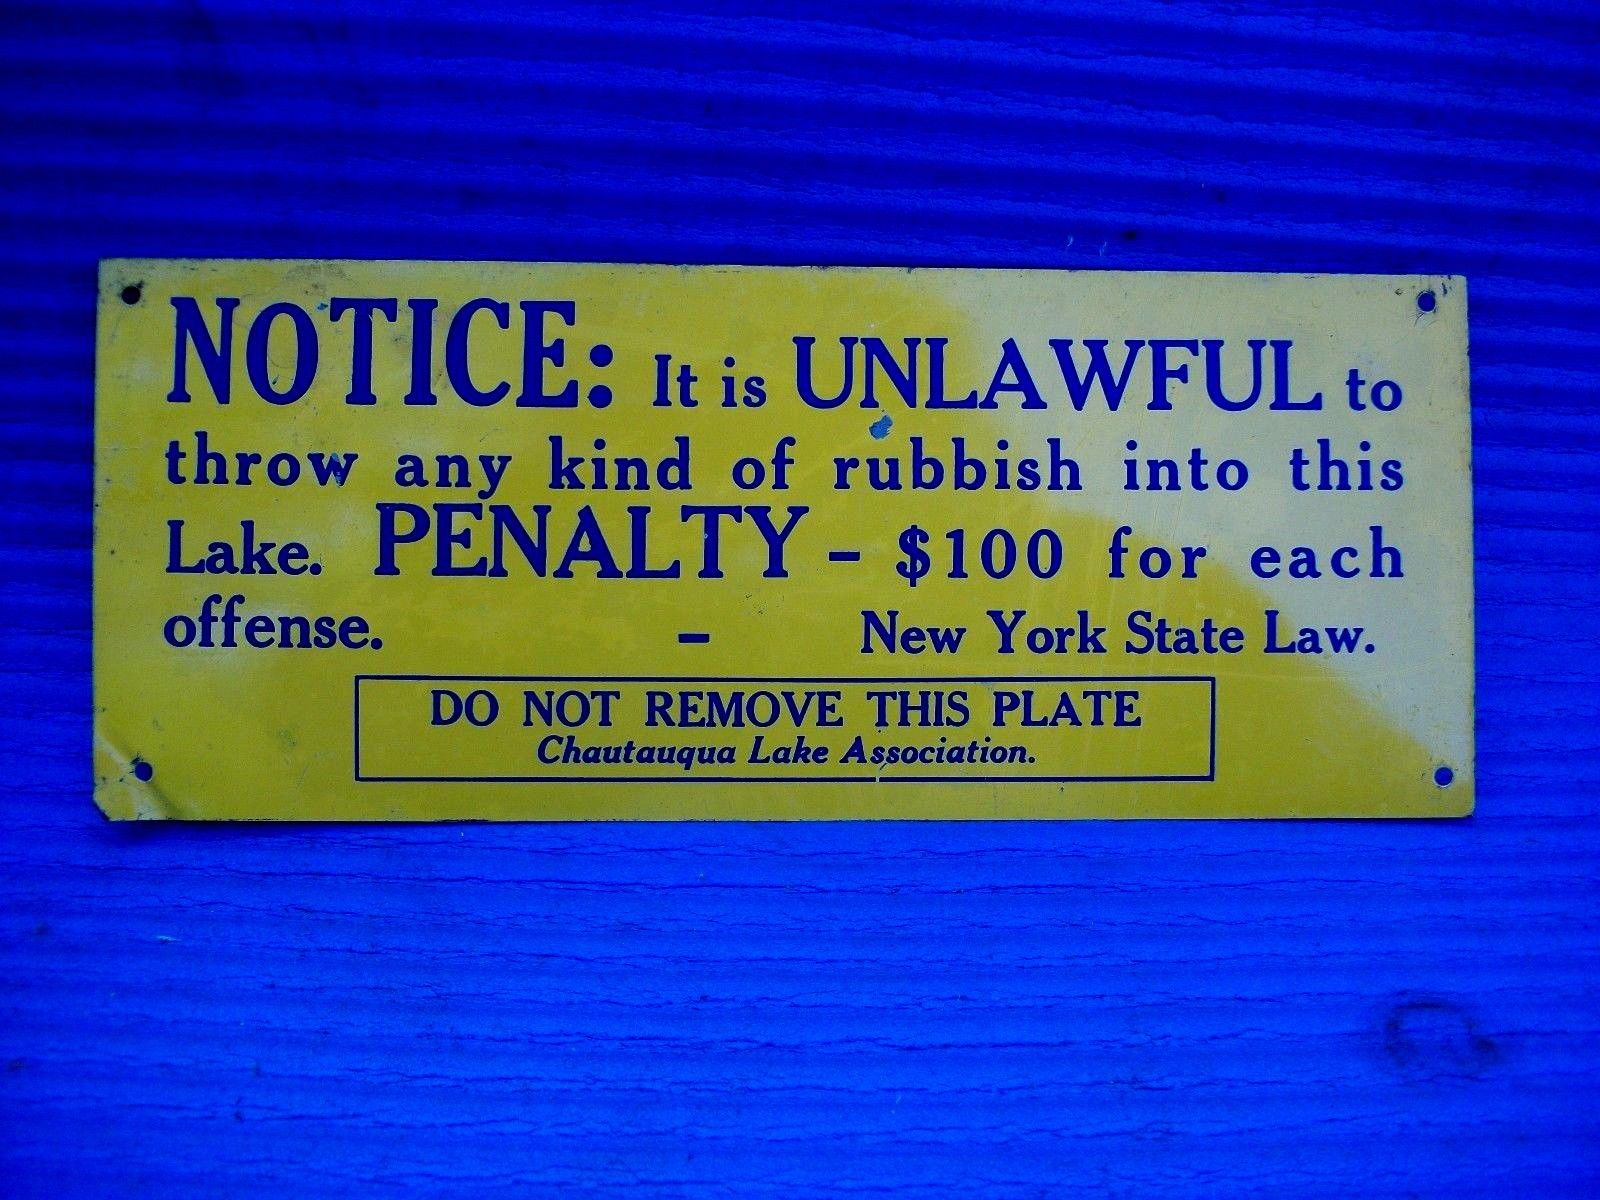 NOTICE: It is UNLAWFUL to
throw any kind of rubbish into this
Lake. PENALTY – $100 for each
offense. – New York State Law.
DO NOT REMOVE THIS PLATE
Chautauqua Lake Association.